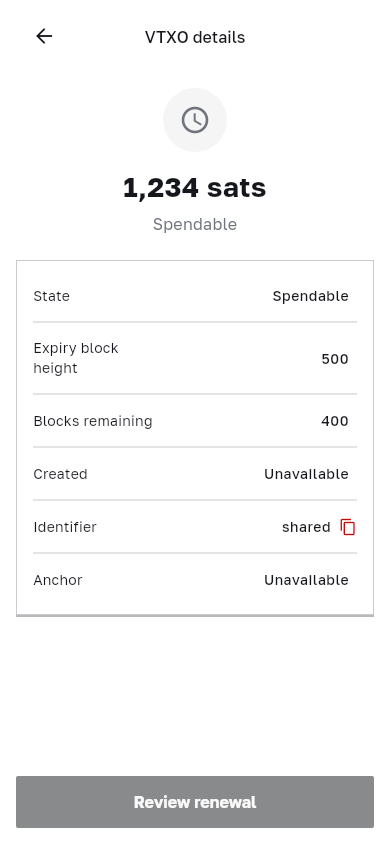 VTXO details
1,234 sats
Spendable
State Spendable
Expiry block
height 500
Blocks remaining 400
Created Unavailable
Identifier shared
Anchor Unavailable
Review renewal